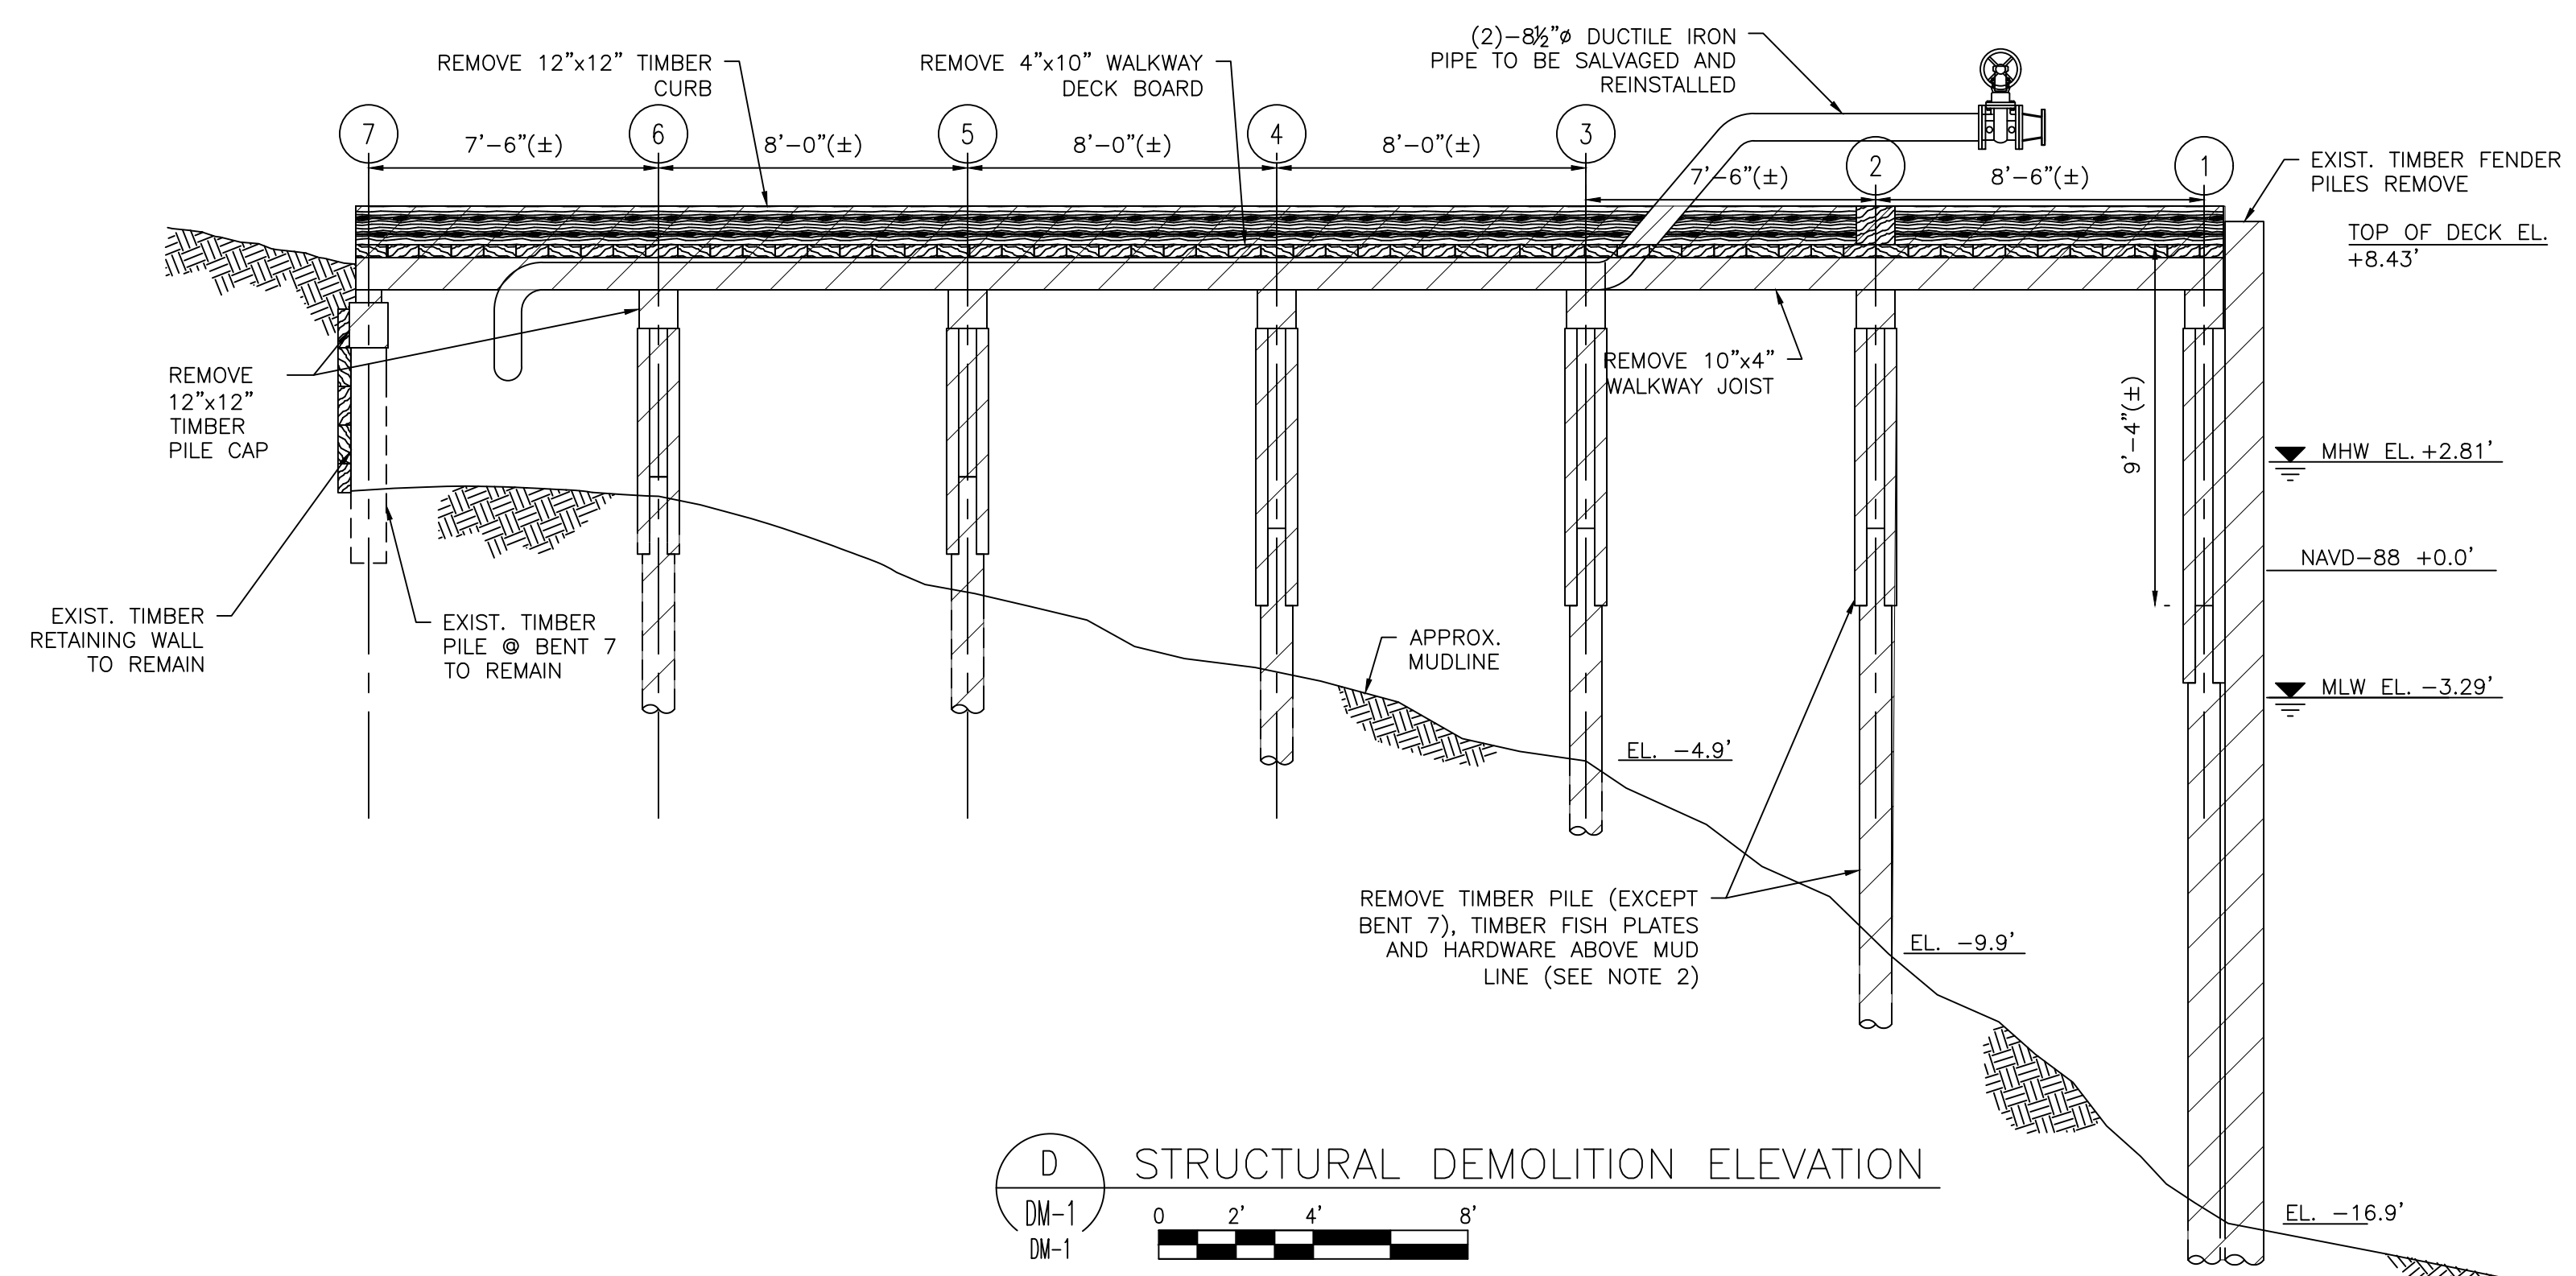 (2)-8½"ø DUCTILE IRON
PIPE TO BE SALVAGED AND
REINSTALLED
REMOVE 12"x12" TIMBER
CURB
REMOVE 4"x10" WALKWAY
DECK BOARD
7
7'-6"(±)
6
8'-0"(±)
5
8'-0"(±)
4
8'-0"(±)
3
7'-6"(±)
2
8'-6"(±)
1
EXIST. TIMBER FENDER
PILES REMOVE
TOP OF DECK EL.
+8.43'
REMOVE
12"x12"
TIMBER
PILE CAP
REMOVE 10"x4"
WALKWAY JOIST
9'-4"(±)
MHW EL. +2.81'
NAVD-88 +0.0'
MLW EL. -3.29'
EXIST. TIMBER
RETAINING WALL
TO REMAIN
EXIST. TIMBER
PILE @ BENT 7
TO REMAIN
APPROX.
MUDLINE
EL. -4.9'
REMOVE TIMBER PILE (EXCEPT
BENT 7), TIMBER FISH PLATES
AND HARDWARE ABOVE MUD
LINE (SEE NOTE 2)
EL. -9.9'
EL. -16.9'
D
DM-1
DM-1
STRUCTURAL DEMOLITION ELEVATION
0 2' 4' 8'